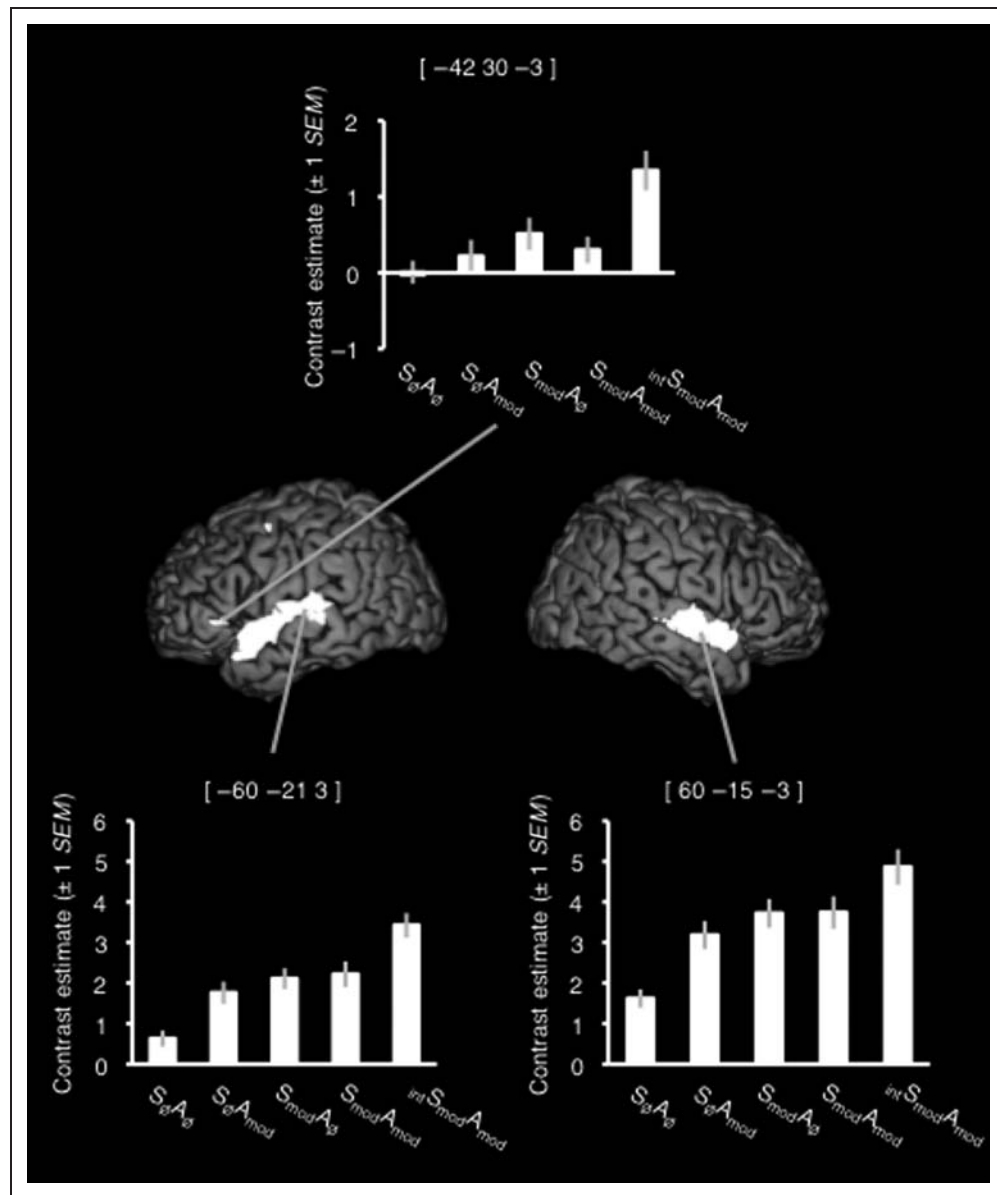 [ −42 30 −3 ]
Contrast estimate (± 1 SEM)
2
1
0
−1
SøAø
SøAmod
SmodAø
SmodAmod
intSmodAmod
[ −60 −21 3 ]
Contrast estimate (± 1 SEM)
6
5
4
3
2
1
0
SøAø
SøAmod
SmodAø
SmodAmod
intSmodAmod
[ 60 −15 −3 ]
Contrast estimate (± 1 SEM)
6
5
4
3
2
1
0
SøAø
SøAmod
SmodAø
SmodAmod
intSmodAmod